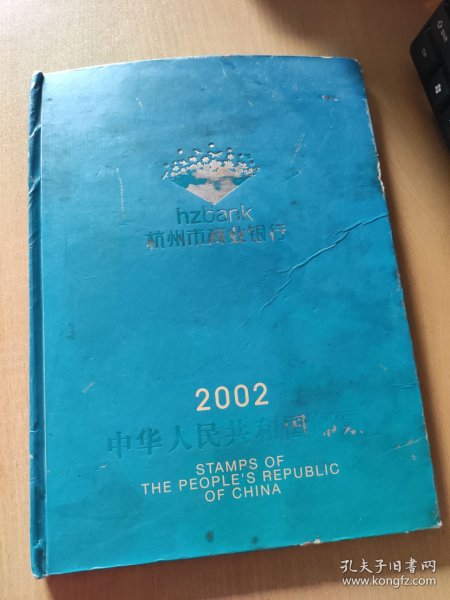 hzbank
杭州市商业银行
2002
中华人民共和国
STAMPS OF
THE PEOPLE'S REPUBLIC
OF CHINA
孔夫子旧书网
www.kongfz.com